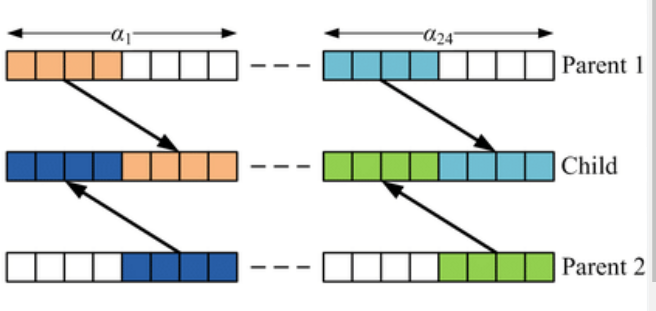 α1 α24
Parent 1
Child
Parent 2